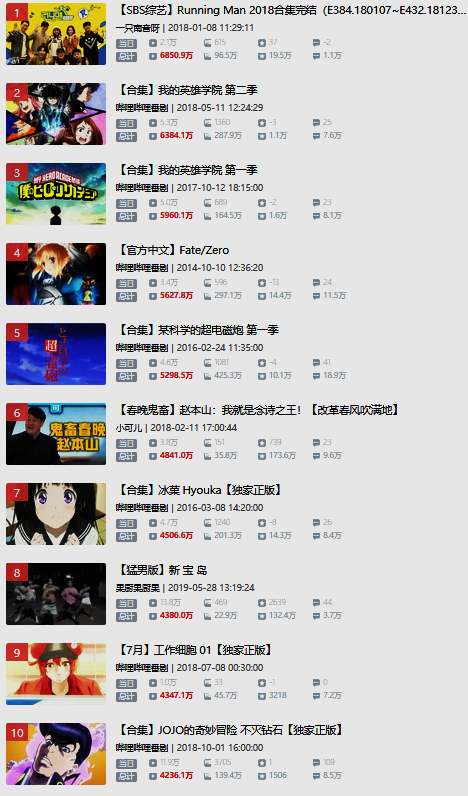 1
【SBS综艺】Running Man 2018合集完结（E384.180107~E432.18123...
一只南音呀 | 2018-01-08 11:29:11
当日 2.1万 615 37 -2
总计 6850.9万 96.5万 19.5万 1.1万
2
【合集】我的英雄学院 第二季
哔哩哔哩番剧 | 2018-05-11 12:24:29
当日 5.3万 1360 -3 25
总计 6384.1万 287.9万 1.1万 7.6万
3
MY HERO ACADEMIA
僕のヒーローアカデミア
【合集】我的英雄学院 第一季
哔哩哔哩番剧 | 2017-10-12 18:15:00
当日 5.0万 689 -2 23
总计 5960.1万 164.5万 1.6万 8.1万
4
【官方中文】Fate/Zero
哔哩哔哩番剧 | 2014-10-10 12:36:20
当日 3.4万 596 -13 24
总计 5627.8万 297.1万 14.4万 11.5万
5
【合集】某科学的超电磁炮 第一季
哔哩哔哩番剧 | 2016-02-24 11:35:00
当日 4.6万 1081 -4 41
总计 5298.5万 425.3万 10.1万 18.9万
6
鬼畜春晚
赵本山
【春晚鬼畜】赵本山：我就是念诗之王！【改革春风吹满地】
小可儿 | 2018-02-11 17:00:44
当日 3.8万 151 739 23
总计 4841.0万 35.8万 173.6万 9.6万
7
【合集】冰菓 Hyouka【独家正版】
哔哩哔哩番剧 | 2016-03-08 14:20:00
当日 4.7万 1240 -8 26
总计 4506.6万 201.3万 14.3万 8.4万
8
【猛男版】新 宝 岛
果厨果厨果 | 2019-05-28 13:19:24
当日 13.8万 469 2639 44
总计 4380.0万 22.9万 132.4万 3.7万
9
【7月】工作细胞 01【独家正版】
哔哩哔哩番剧 | 2018-07-08 00:30:00
当日 1.0万 33 -1 0
总计 4347.1万 45.7万 3218 7.2万
10
【合集】JOJO的奇妙冒险 不灭钻石【独家正版】
哔哩哔哩番剧 | 2018-10-01 16:00:00
当日 11.9万 3705 1 109
总计 4236.1万 139.4万 1506 8.5万